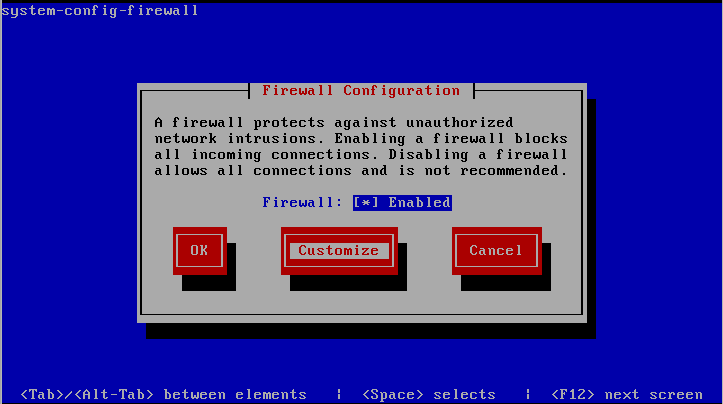 system-config-firewall
Firewall Configuration
A firewall protects against unauthorized
network intrusions. Enabling a firewall blocks
all incoming connections. Disabling a firewall
allows all connections and is not recommended.
Firewall: [*] Enabled
OK Customize Cancel
<Tab>/<Alt-Tab> between elements | <Space> selects | <F12> next screen